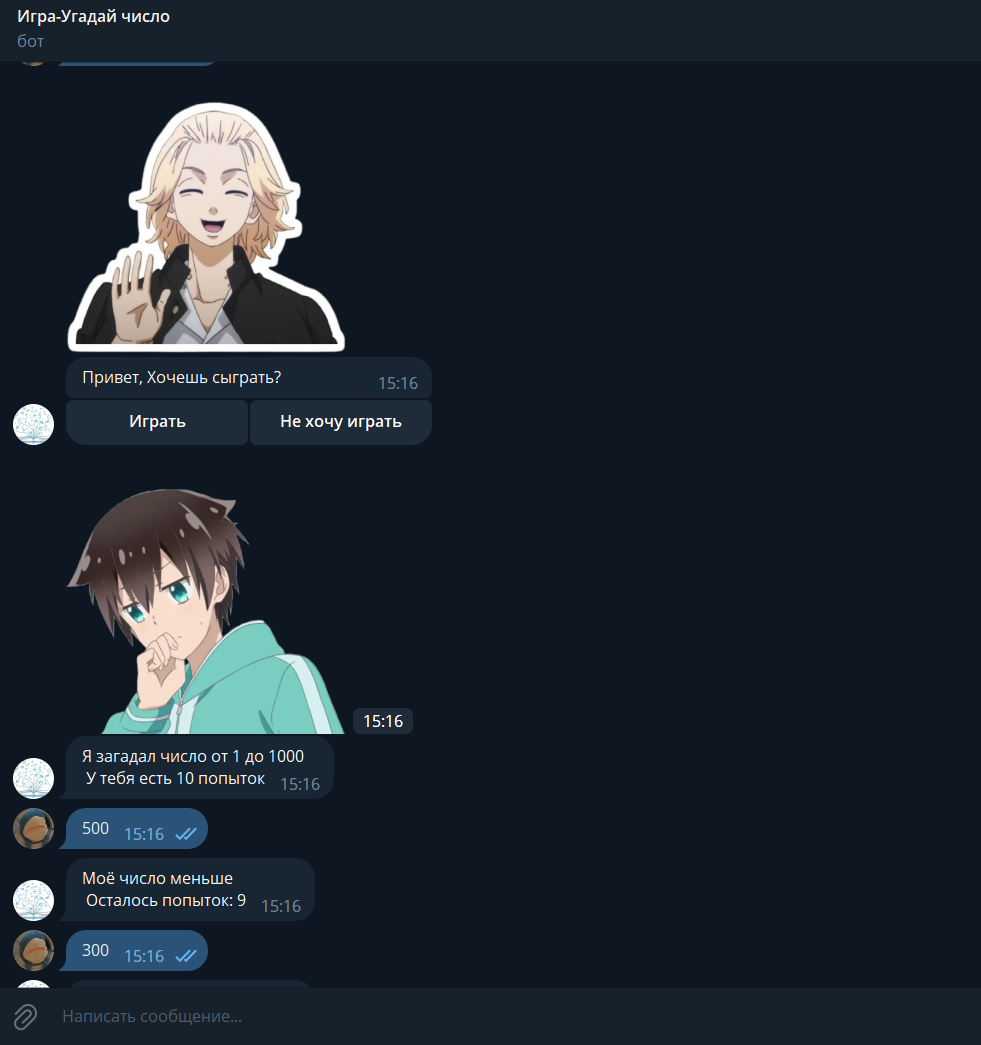 Игра-Угадай число
бот
Привет, Хочешь сыграть?
15:16
Играть
Не хочу играть
15:16
Я загадал число от 1 до 1000
У тебя есть 10 попыток 15:16
500 15:16
Моё число меньше
Осталось попыток: 9 15:16
300 15:16
Написать сообщение...